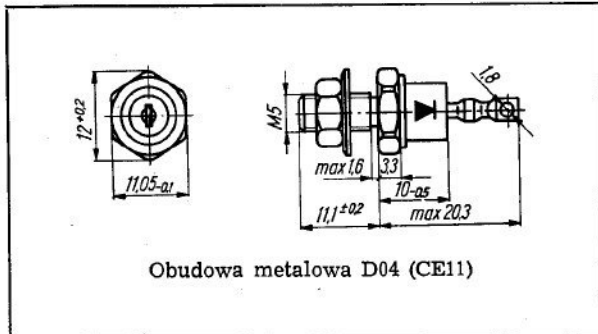 12+0,2
11,05-0,1
M5
1,8
max 1,6
3,3
10-0,5
11,1±0,2
max 20,3
Obudowa metalowa D04 (CE11)